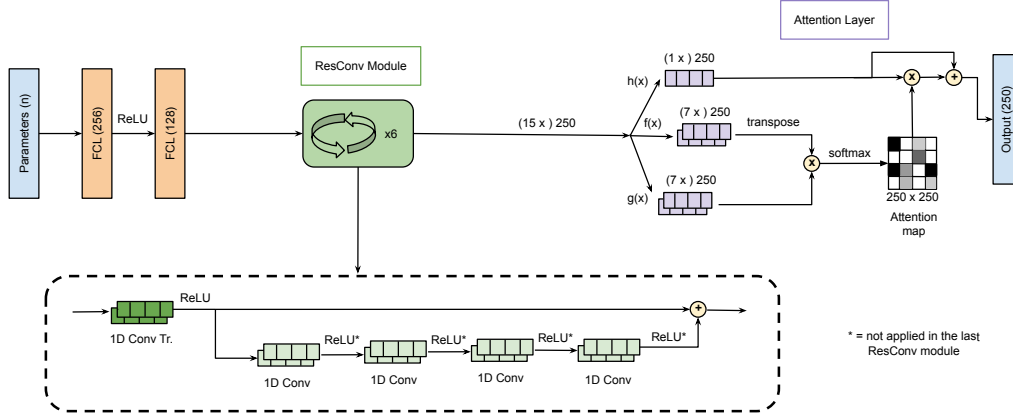 Attention Layer
ResConv Module
Parameters (n)
FCL (256)
ReLU
FCL (128)
x6
(15 x ) 250
h(x)
(1 x ) 250
f(x)
(7 x ) 250
transpose
g(x)
(7 x ) 250
x
softmax
x
+
250 x 250
Attention
map
Output (250)
ReLU
1D Conv Tr.
1D Conv
ReLU*
1D Conv
ReLU*
1D Conv
ReLU*
1D Conv
ReLU*
+
* = not applied in the last
ResConv module